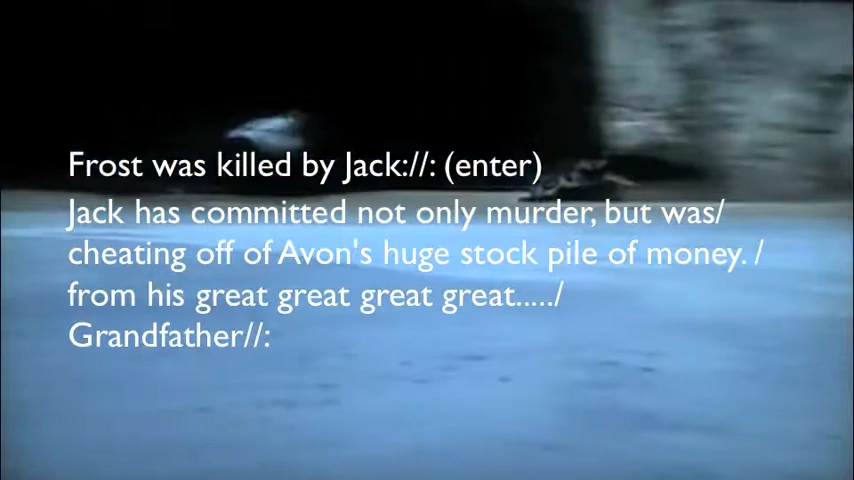 Frost was killed by Jack://: (enter)
Jack has committed not only murder, but was/
cheating off of Avon's huge stock pile of money. /
from his great great great great...../
Grandfather//: